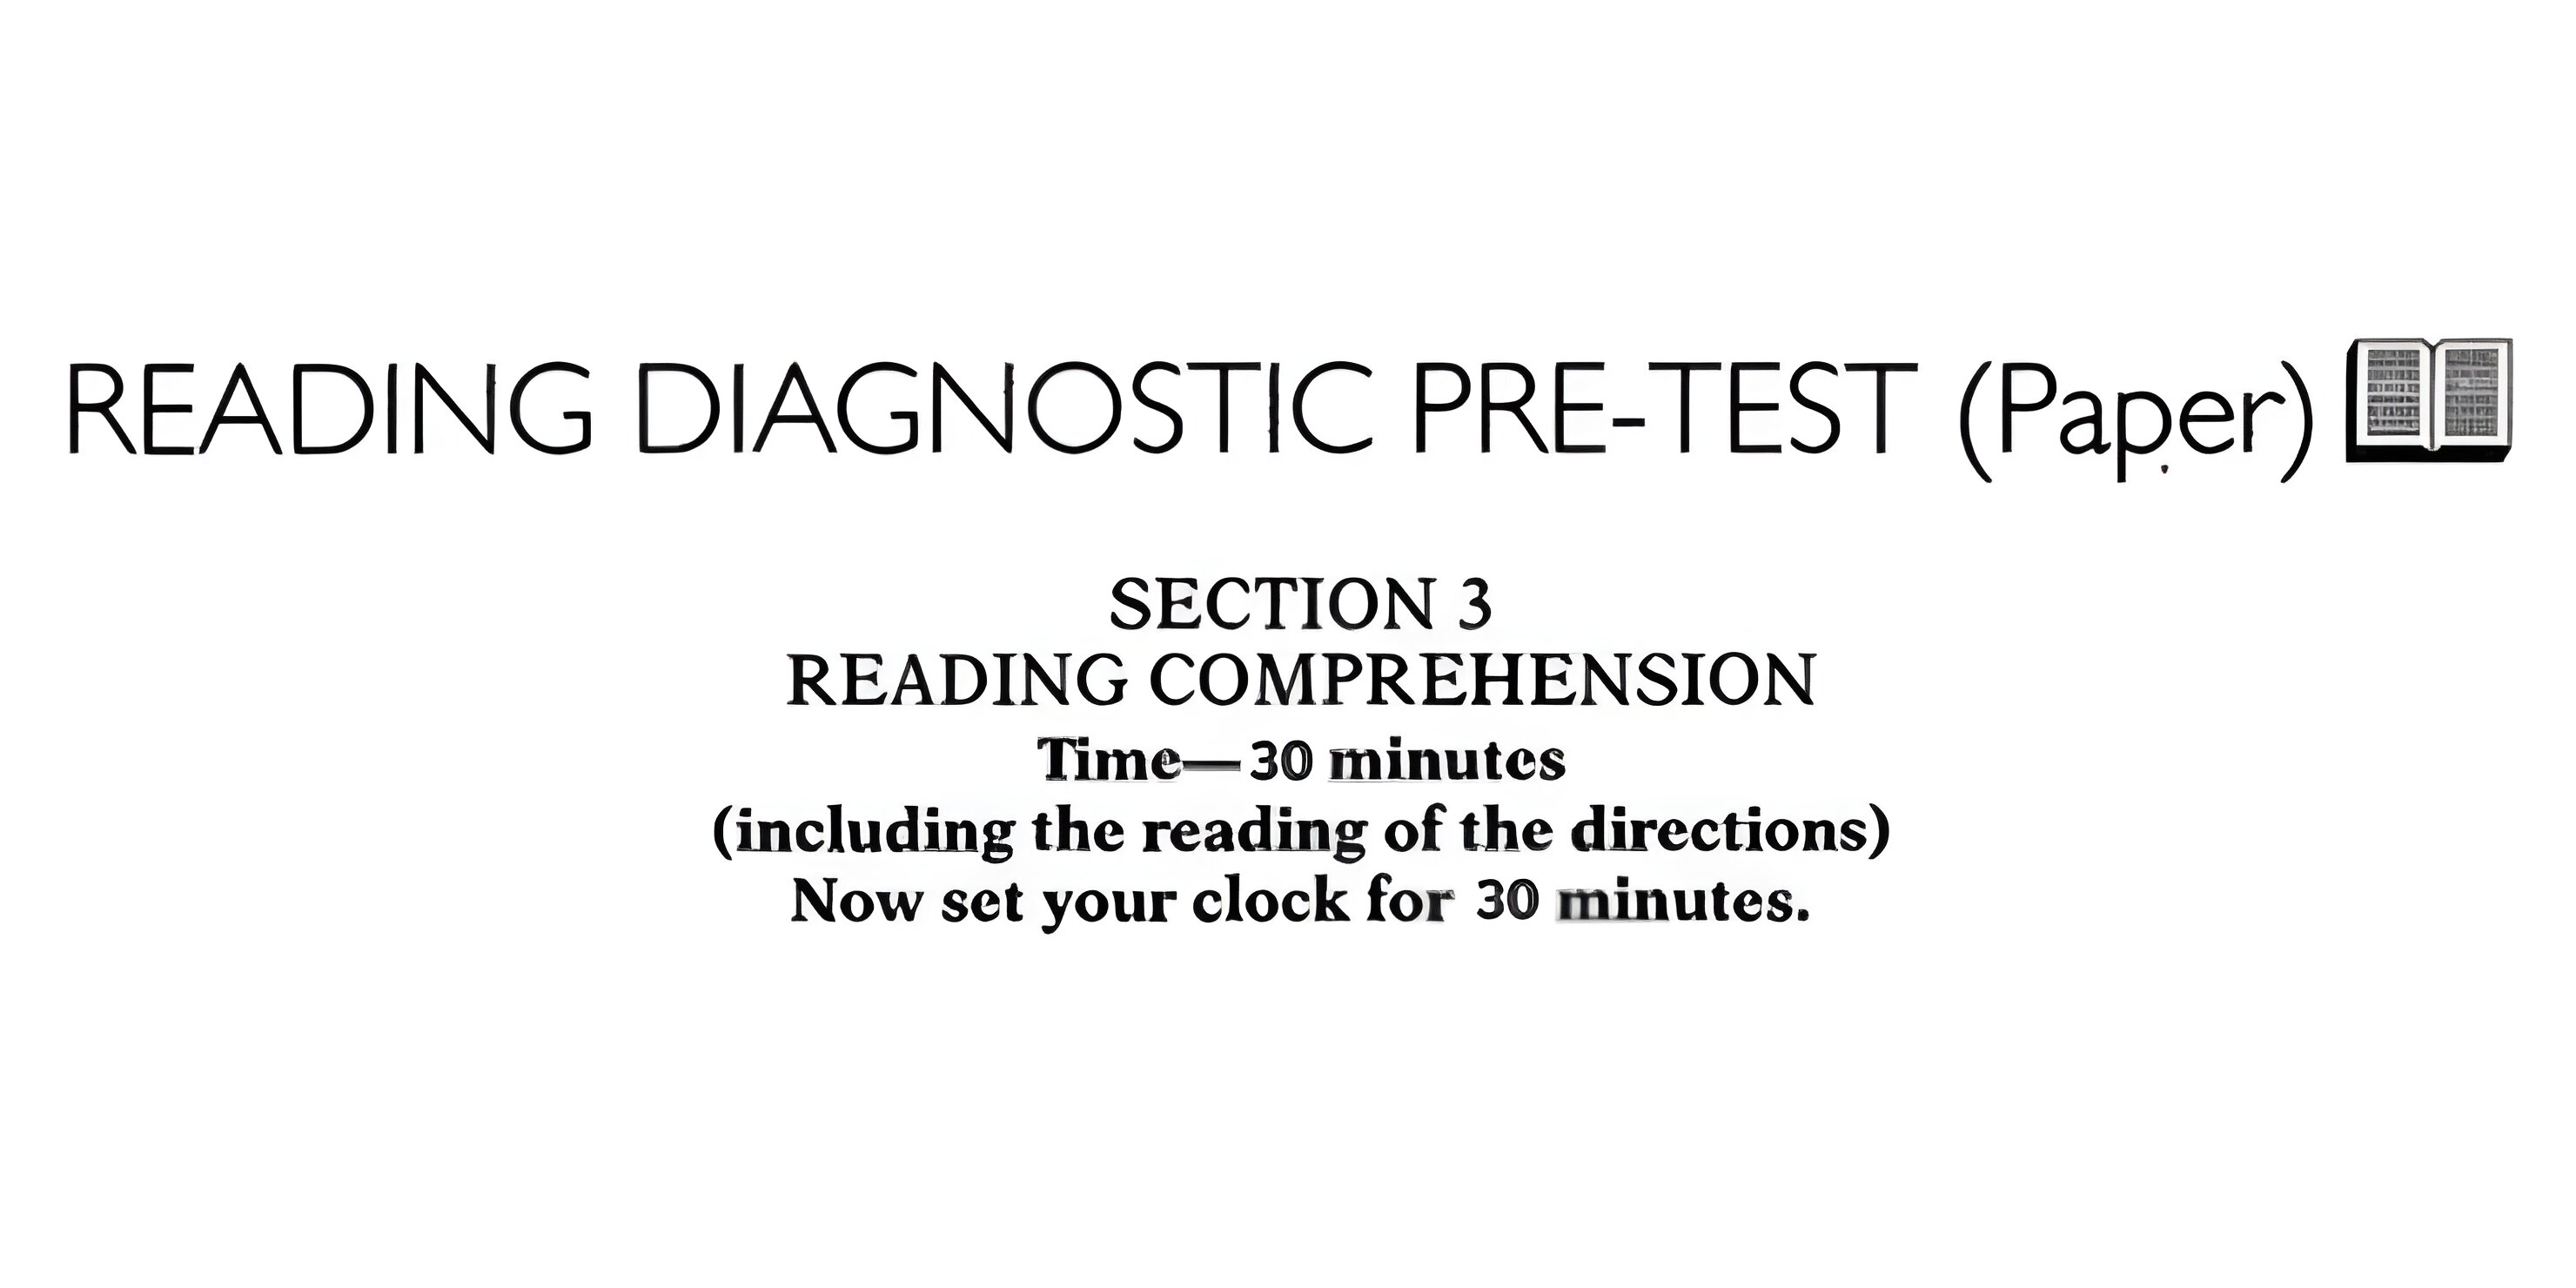 READING DIAGNOSTIC PRE-TEST (Paper)
SECTION 3
READING COMPREHENSION
Time—30 minutes
(including the reading of the directions)
Now set your clock for 30 minutes.